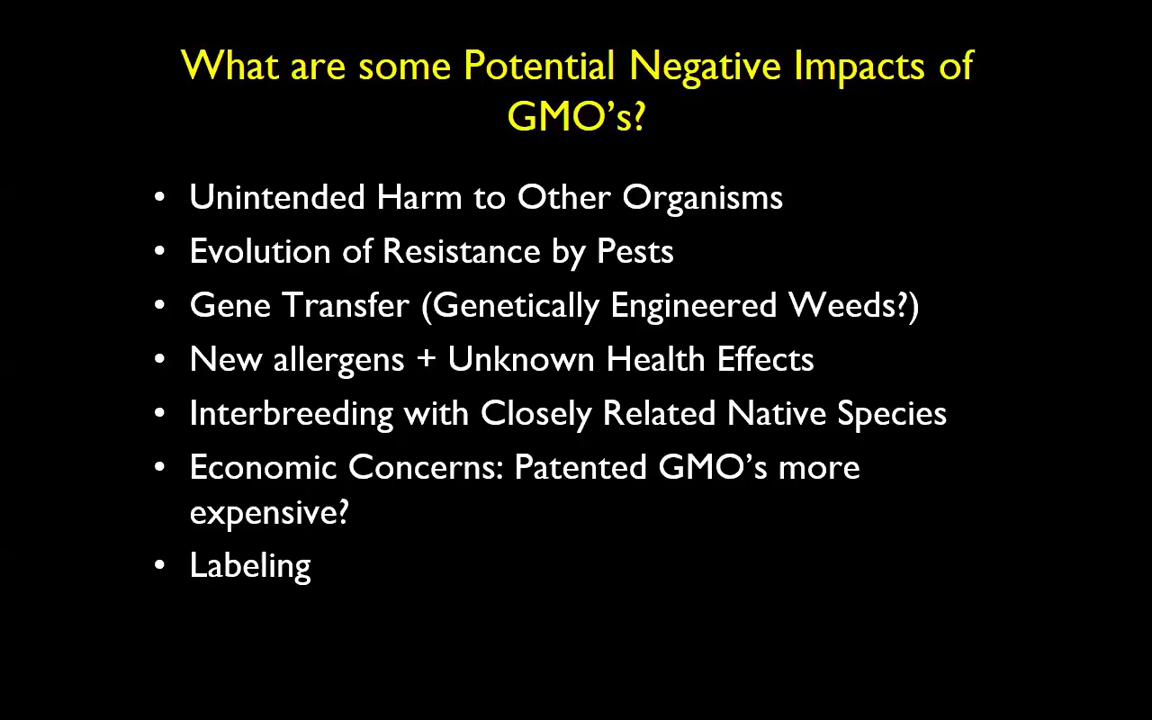 What are some Potential Negative Impacts of
GMO's?
• Unintended Harm to Other Organisms
• Evolution of Resistance by Pests
• Gene Transfer (Genetically Engineered Weeds?)
• New allergens + Unknown Health Effects
• Interbreeding with Closely Related Native Species
• Economic Concerns: Patented GMO's more
expensive?
• Labeling